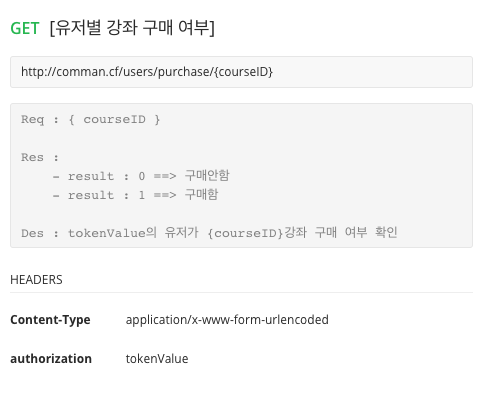 GET [유저별 강좌 구매 여부]
http://comman.cf/users/purchase/{courseID}
Req : { courseID }
Res :
- result : 0 ==> 구매안함
- result : 1 ==> 구매함
Des : tokenValue의 유저가 {courseID}강좌 구매 여부 확인
HEADERS
Content-Type application/x-www-form-urlencoded
authorization tokenValue